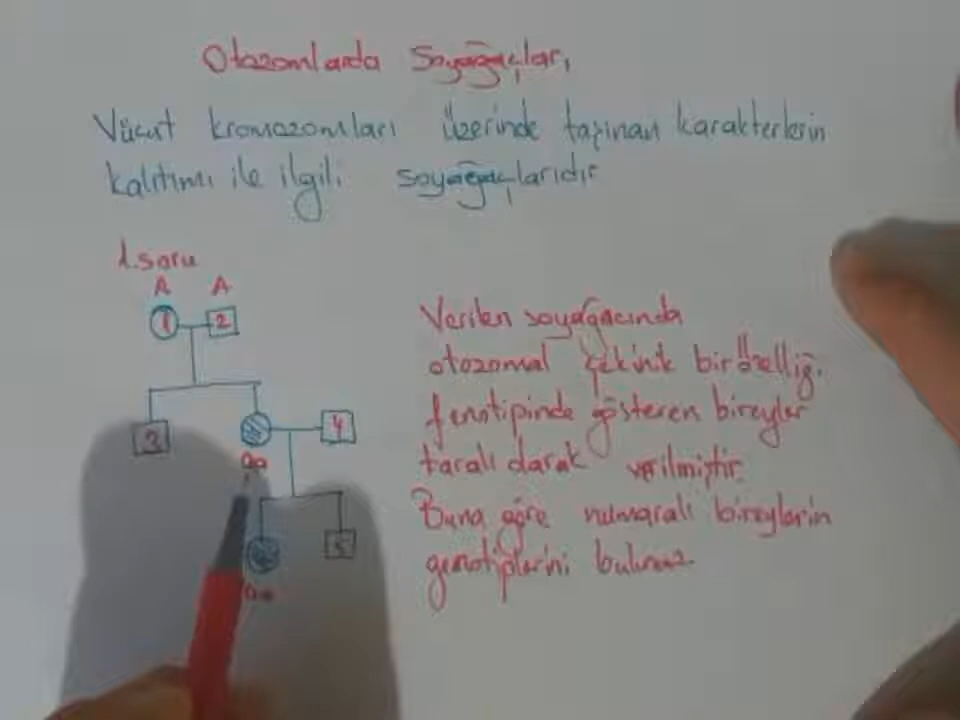 Otozomlarda Soyağaçları
Vücut kromozomları üzerinde taşınan karakterlerin
kalıtımı ile ilgili soyağaçlarıdır
1.soru
A A
1 2
Verilen soyağacında
otozomal çekinik bir özelliği
fenotipinde gösteren bireyler
3 4
taralı olarak verilmiştir.
aa
Buna göre numaralı bireylerin
5
genotiplerini bulunuz.
aa